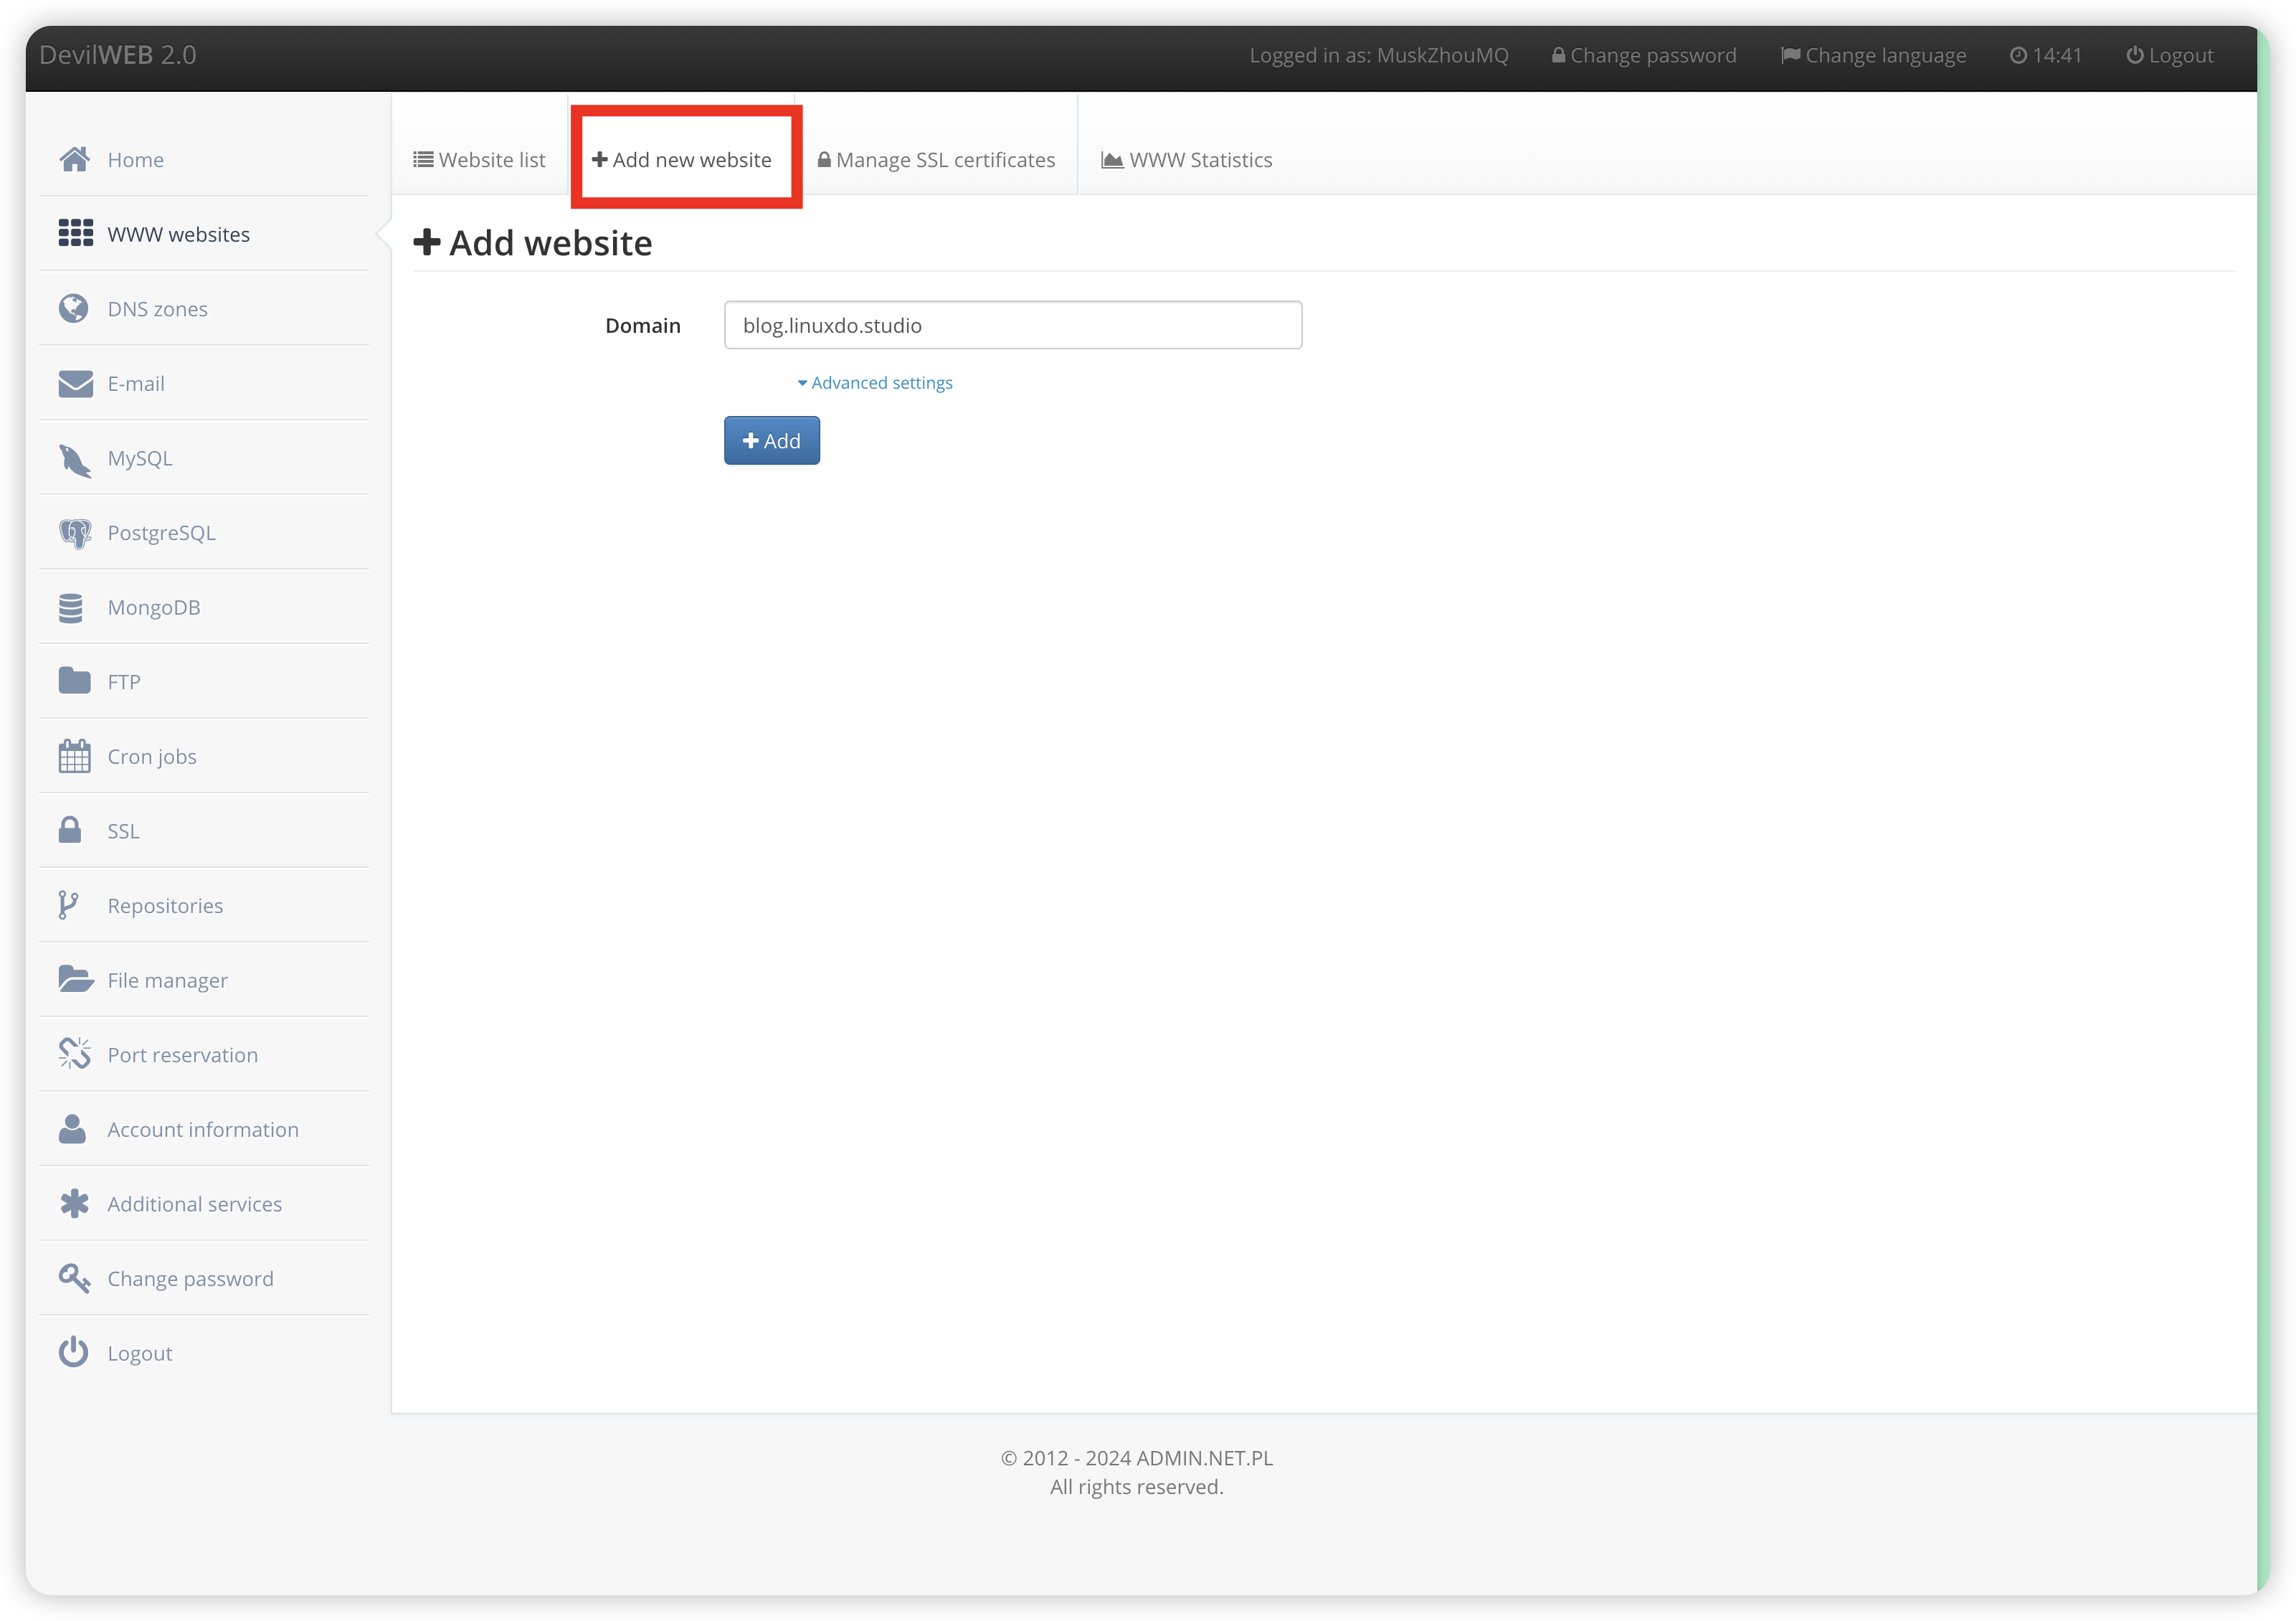 DevilWEB 2.0
Logged in as: MuskZhouMQ
Change password
Change language
14:41
Logout
Home
WWW websites
DNS zones
E-mail
MySQL
PostgreSQL
MongoDB
FTP
Cron jobs
SSL
Repositories
File manager
Port reservation
Account information
Additional services
Change password
Logout
Website list
Add new website
Manage SSL certificates
WWW Statistics
Add website
Domain
blog.linuxdo.studio
Advanced settings
Add
© 2012 - 2024 ADMIN.NET.PL
All rights reserved.